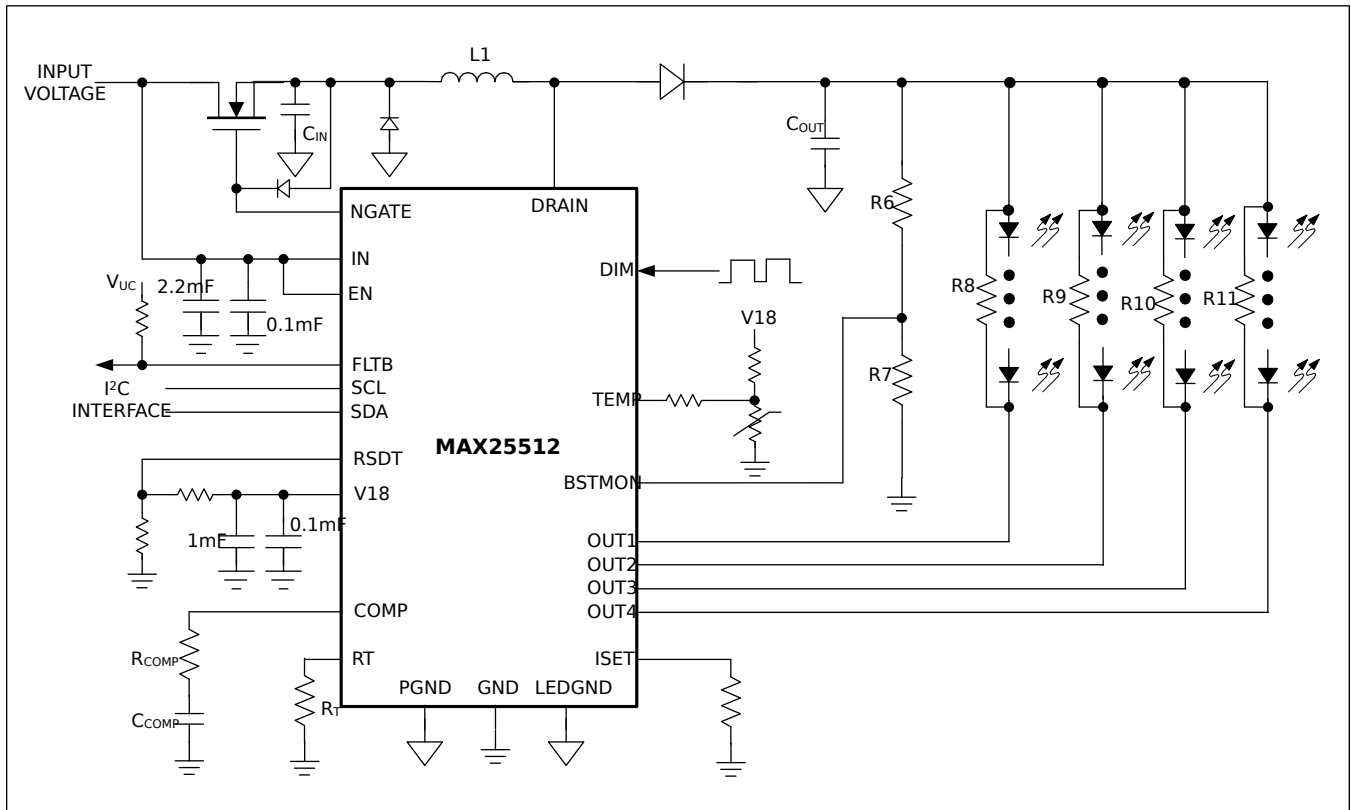 L1
INPUT
VOLTAGE
CIN
COUT
NGATE
DRAIN
R6
IN
DIM
VUC
2.2mF
EN
R8
R9
R10
R11
0.1mF
V18
FLTB
I²C
INTERFACE
SCL
SDA
TEMP
R7
MAX25512
RSDT
BSTMON
V18
0.1mF
1mF
OUT1
OUT2
OUT3
OUT4
COMP
RCOMP
RT
ISET
PGND
GND
LEDGND
RT
CCOMP